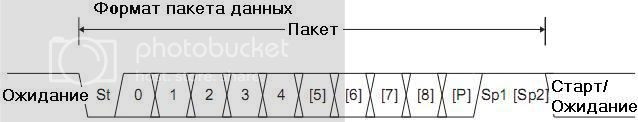 Формат пакета данных
Пакет
photobucket
Ожидание St 0 1 2 3 4 [5] [6] [7] [8] [P] Sp1 [Sp2] Старт/
Ожидание